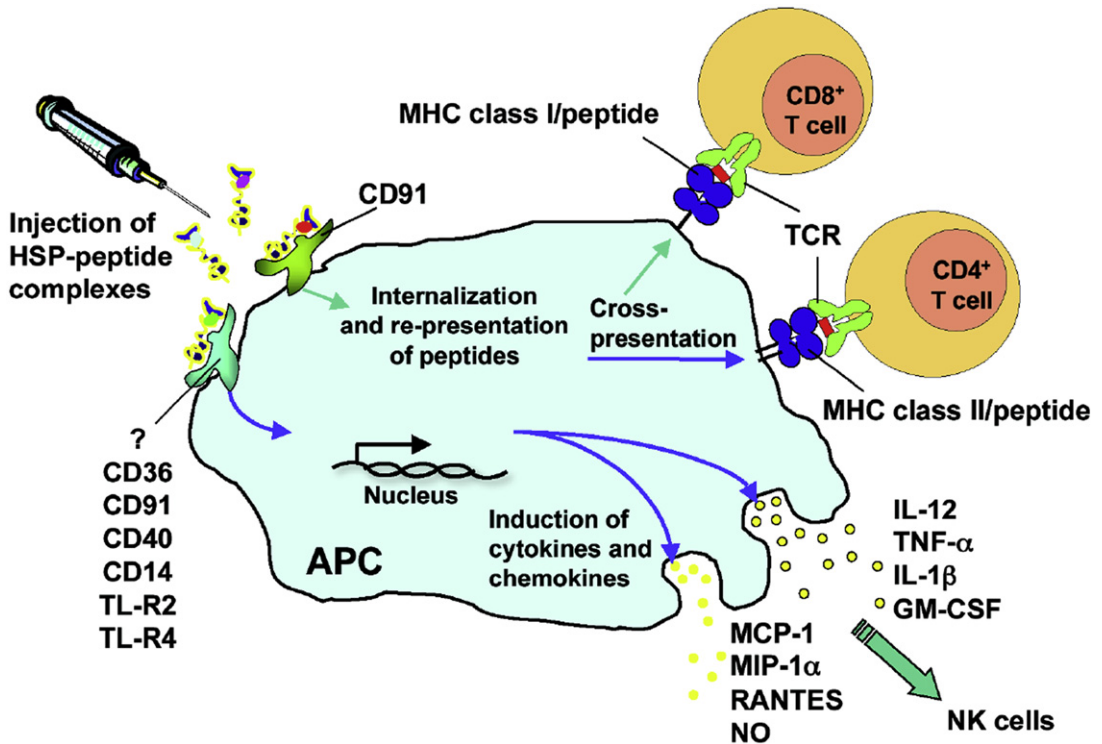 CD8+
T cell
MHC class I/peptide
CD91
Injection of
HSP-peptide
complexes
TCR
CD4+
T cell
Internalization
and re-presentation
of peptides
Cross-
presentation
MHC class II/peptide
?
CD36
CD91
CD40
CD14
TL-R2
TL-R4
Nucleus
APC
Induction of
cytokines and
chemokines
IL-12
TNF-α
IL-1β
GM-CSF
MCP-1
MIP-1α
RANTES
NO
NK cells